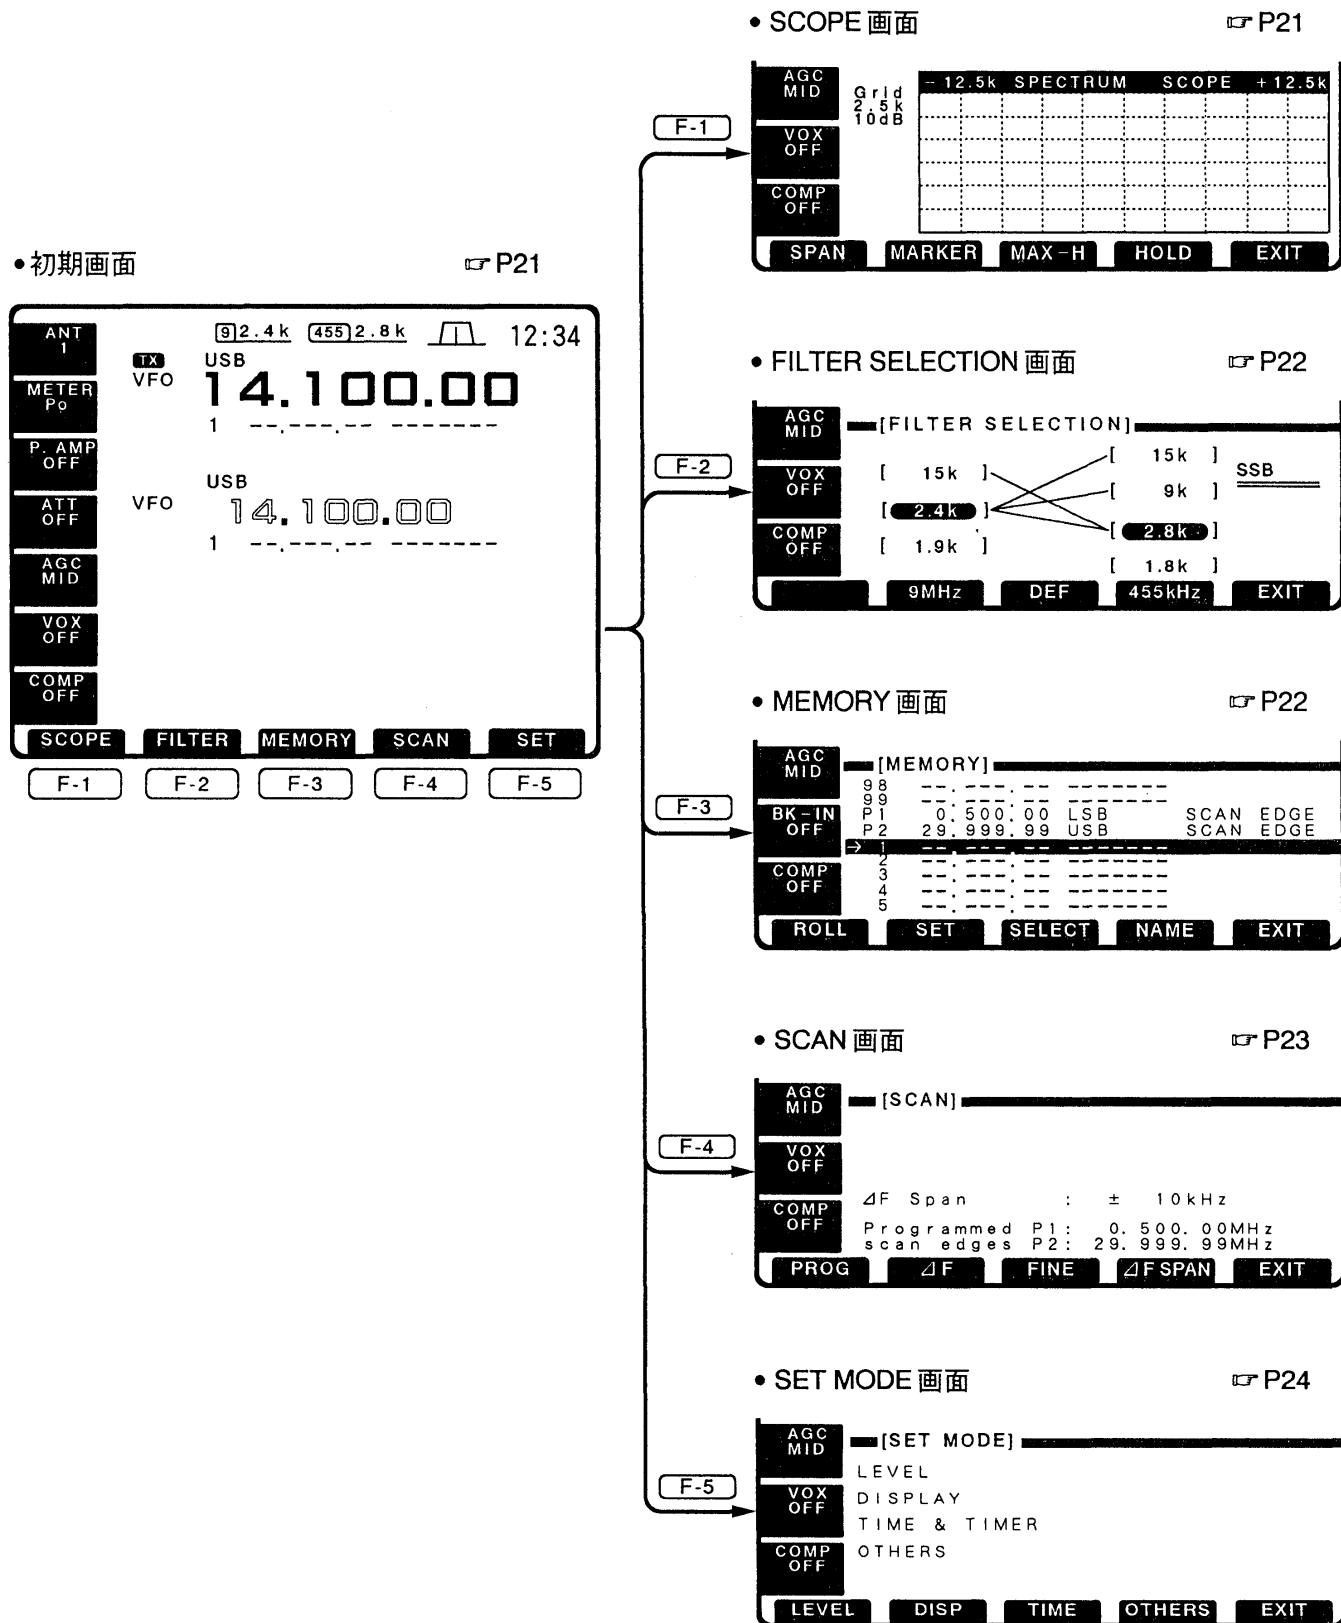 • 初期画面 ☞ P21
ANT 1
METER Po
P. AMP OFF
ATT OFF
AGC MID
VOX OFF
COMP OFF
9 2.4k 455 2.8k 12:34
TX USB
VFO 14.100.00
1 --.---.-- -------
USB
VFO 14.100.00
1 --.---.-- -------
SCOPE FILTER MEMORY SCAN SET
F-1 F-2 F-3 F-4 F-5
F-1
• SCOPE 画面 ☞ P21
AGC MID
VOX OFF
COMP OFF
Grid
2.5k
10dB
-12.5k SPECTRUM SCOPE +12.5k
SPAN MARKER MAX-H HOLD EXIT
F-2
• FILTER SELECTION 画面 ☞ P22
AGC MID
VOX OFF
COMP OFF
[FILTER SELECTION]
[ 15k ]
[ 2.4k ]
[ 1.9k ]
[ 15k ]
[ 9k ]
[ 2.8k ]
[ 1.8k ]
SSB
9MHz DEF 455kHz EXIT
F-3
• MEMORY 画面 ☞ P22
AGC MID
BK-IN OFF
COMP OFF
[MEMORY]
98 --.---.-- -------
99 --.---.-- -------
P1 0.500.00 LSB SCAN EDGE
P2 29.999.99 USB SCAN EDGE
→ 1 --.---.-- -------
2 --.---.-- -------
3 --.---.-- -------
4 --.---.-- -------
5 --.---.-- -------
ROLL SET SELECT NAME EXIT
F-4
• SCAN 画面 ☞ P23
AGC MID
VOX OFF
COMP OFF
[SCAN]
⊿F Span : ± 10kHz
Programmed P1: 0.500.00MHz
scan edges P2: 29.999.99MHz
PROG ⊿F FINE ⊿F SPAN EXIT
F-5
• SET MODE 画面 ☞ P24
AGC MID
VOX OFF
COMP OFF
[SET MODE]
LEVEL
DISPLAY
TIME & TIMER
OTHERS
LEVEL DISP TIME OTHERS EXIT